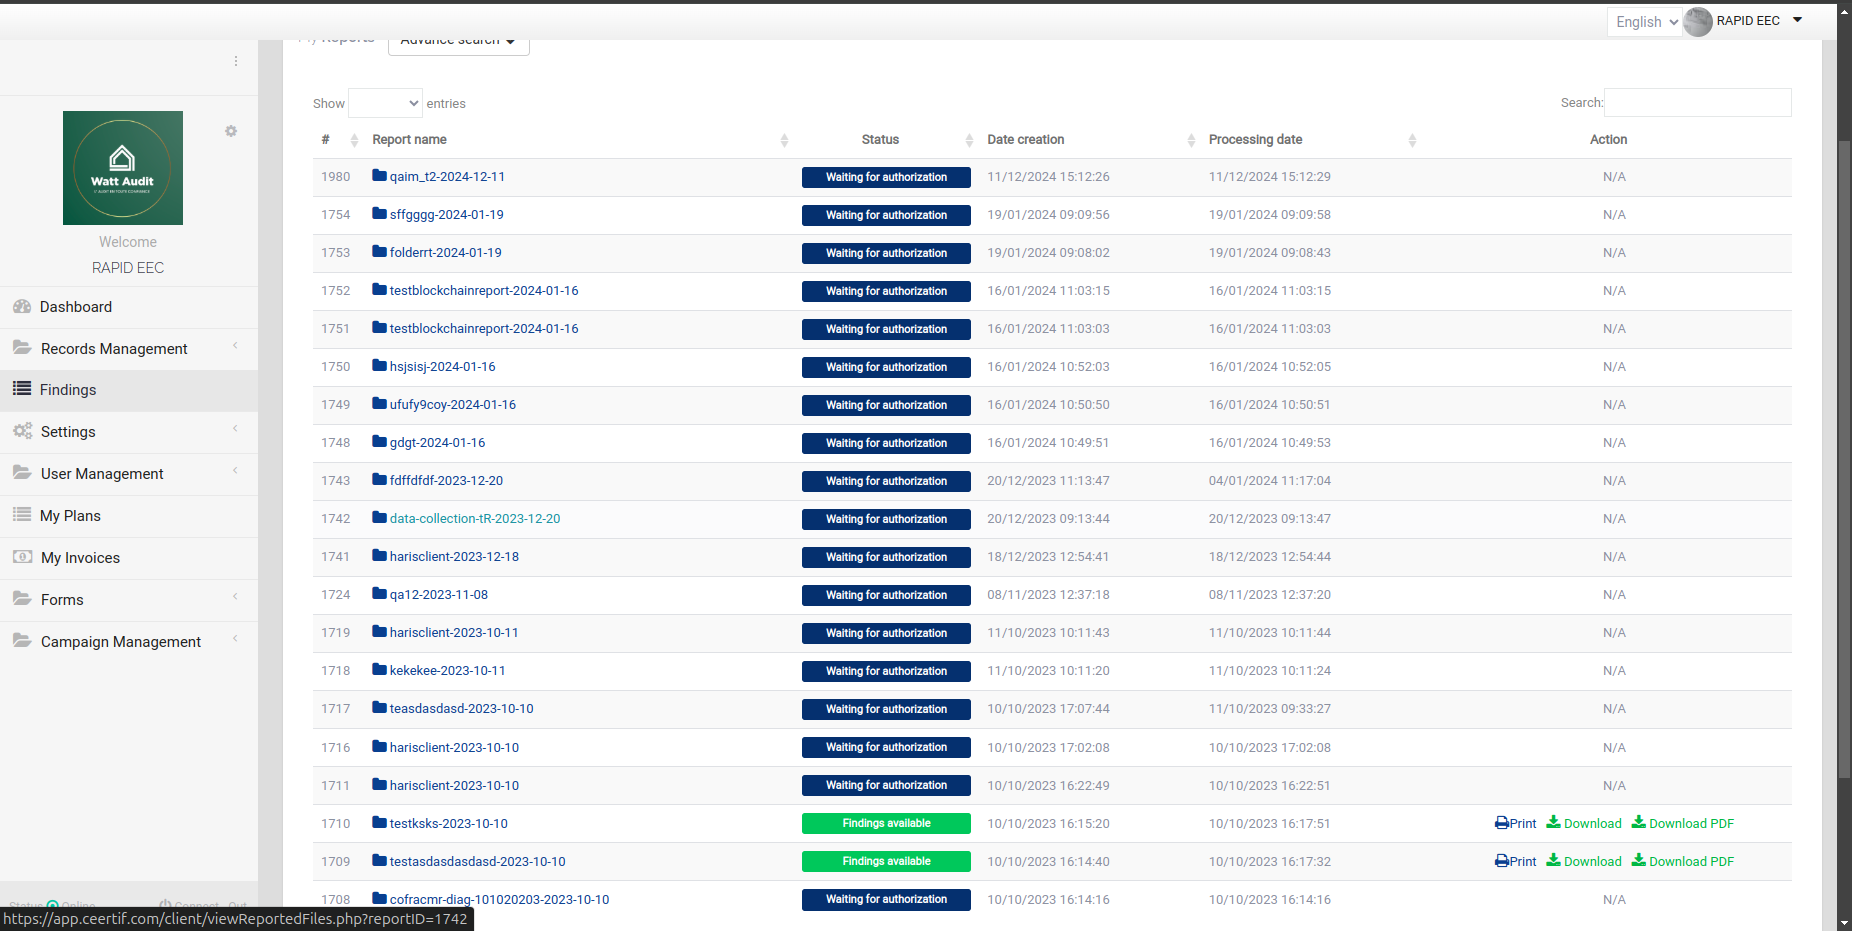 English
RAPID EEC
My Reports
Advance search
Show
entries
Search:
Watt Audit
Welcome
RAPID EEC
Dashboard
Records Management
Findings
Settings
User Management
My Plans
My Invoices
Forms
Campaign Management
Status Online
Connect - Out
# Report name Status Date creation Processing date Action
1980 qaim_t2-2024-12-11 Waiting for authorization 11/12/2024 15:12:26 11/12/2024 15:12:29 N/A
1754 sffgggg-2024-01-19 Waiting for authorization 19/01/2024 09:09:56 19/01/2024 09:09:58 N/A
1753 folderrt-2024-01-19 Waiting for authorization 19/01/2024 09:08:02 19/01/2024 09:08:43 N/A
1752 testblockchainreport-2024-01-16 Waiting for authorization 16/01/2024 11:03:15 16/01/2024 11:03:15 N/A
1751 testblockchainreport-2024-01-16 Waiting for authorization 16/01/2024 11:03:03 16/01/2024 11:03:03 N/A
1750 hsjsisj-2024-01-16 Waiting for authorization 16/01/2024 10:52:03 16/01/2024 10:52:05 N/A
1749 ufufy9coy-2024-01-16 Waiting for authorization 16/01/2024 10:50:50 16/01/2024 10:50:51 N/A
1748 gdgt-2024-01-16 Waiting for authorization 16/01/2024 10:49:51 16/01/2024 10:49:53 N/A
1743 fdffdfdf-2023-12-20 Waiting for authorization 20/12/2023 11:13:47 04/01/2024 11:17:04 N/A
1742 data-collection-tR-2023-12-20 Waiting for authorization 20/12/2023 09:13:44 20/12/2023 09:13:47 N/A
1741 harisclient-2023-12-18 Waiting for authorization 18/12/2023 12:54:41 18/12/2023 12:54:44 N/A
1724 qa12-2023-11-08 Waiting for authorization 08/11/2023 12:37:18 08/11/2023 12:37:20 N/A
1719 harisclient-2023-10-11 Waiting for authorization 11/10/2023 10:11:43 11/10/2023 10:11:44 N/A
1718 kekekee-2023-10-11 Waiting for authorization 11/10/2023 10:11:20 11/10/2023 10:11:24 N/A
1717 teasdasdasd-2023-10-10 Waiting for authorization 10/10/2023 17:07:44 11/10/2023 09:33:27 N/A
1716 harisclient-2023-10-10 Waiting for authorization 10/10/2023 17:02:08 10/10/2023 17:02:08 N/A
1711 harisclient-2023-10-10 Waiting for authorization 10/10/2023 16:22:49 10/10/2023 16:22:51 N/A
1710 testksks-2023-10-10 Findings available 10/10/2023 16:15:20 10/10/2023 16:17:51 Print Download Download PDF
1709 testasdasdasdasd-2023-10-10 Findings available 10/10/2023 16:14:40 10/10/2023 16:17:32 Print Download Download PDF
1708 cofracmr-diag-101020203-2023-10-10 Waiting for authorization 10/10/2023 16:14:16 10/10/2023 16:14:16 N/A
https://app.ceertif.com/client/viewReportedFiles.php?reportID=1742